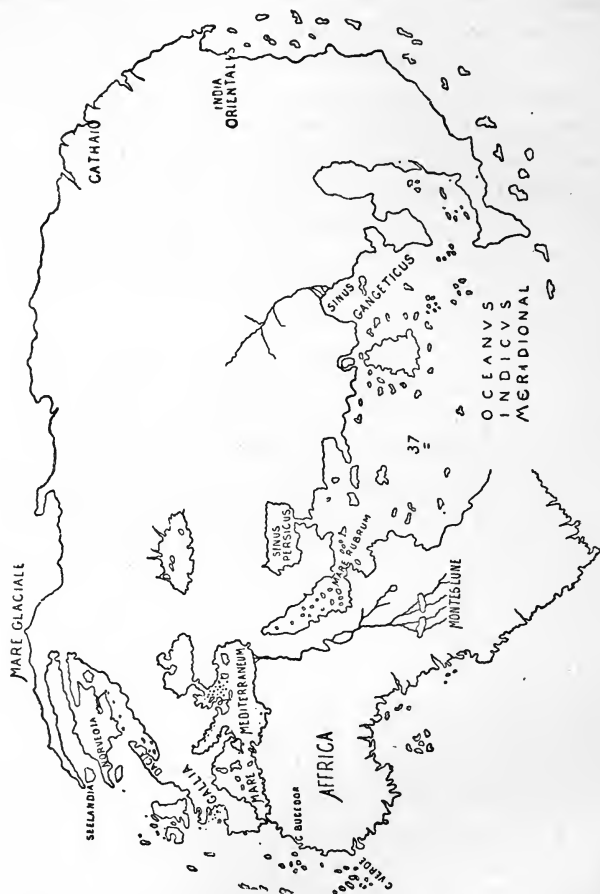 MARE GLACIALE
CATHAIO
INDIA
ORIENTALIS
SEELANDIA
NORVEGIA
DACIA
GALLIA
MARE MEDITERRANEUM
SINUS
PERSICUS
MARE RUBRUM
SINUS
GANGETICUS
MONTES LUNE
AFFRICA
C BUGEDOR
C VERDE
37
OCEANVS
INDICVS
MERIDIONAL